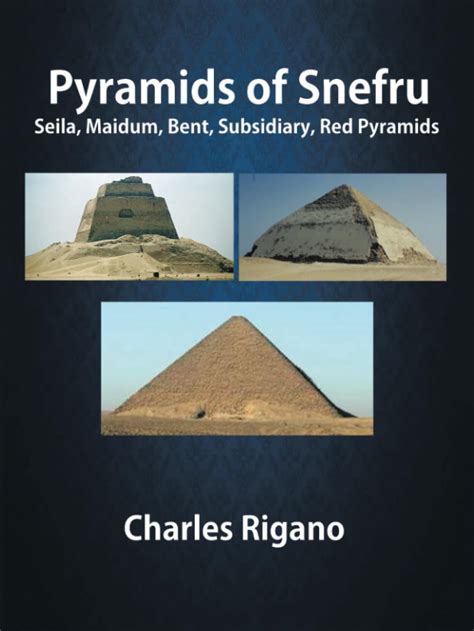 Pyramids of Snefru
Seila, Maidum, Bent, Subsidiary, Red Pyramids
Charles Rigano